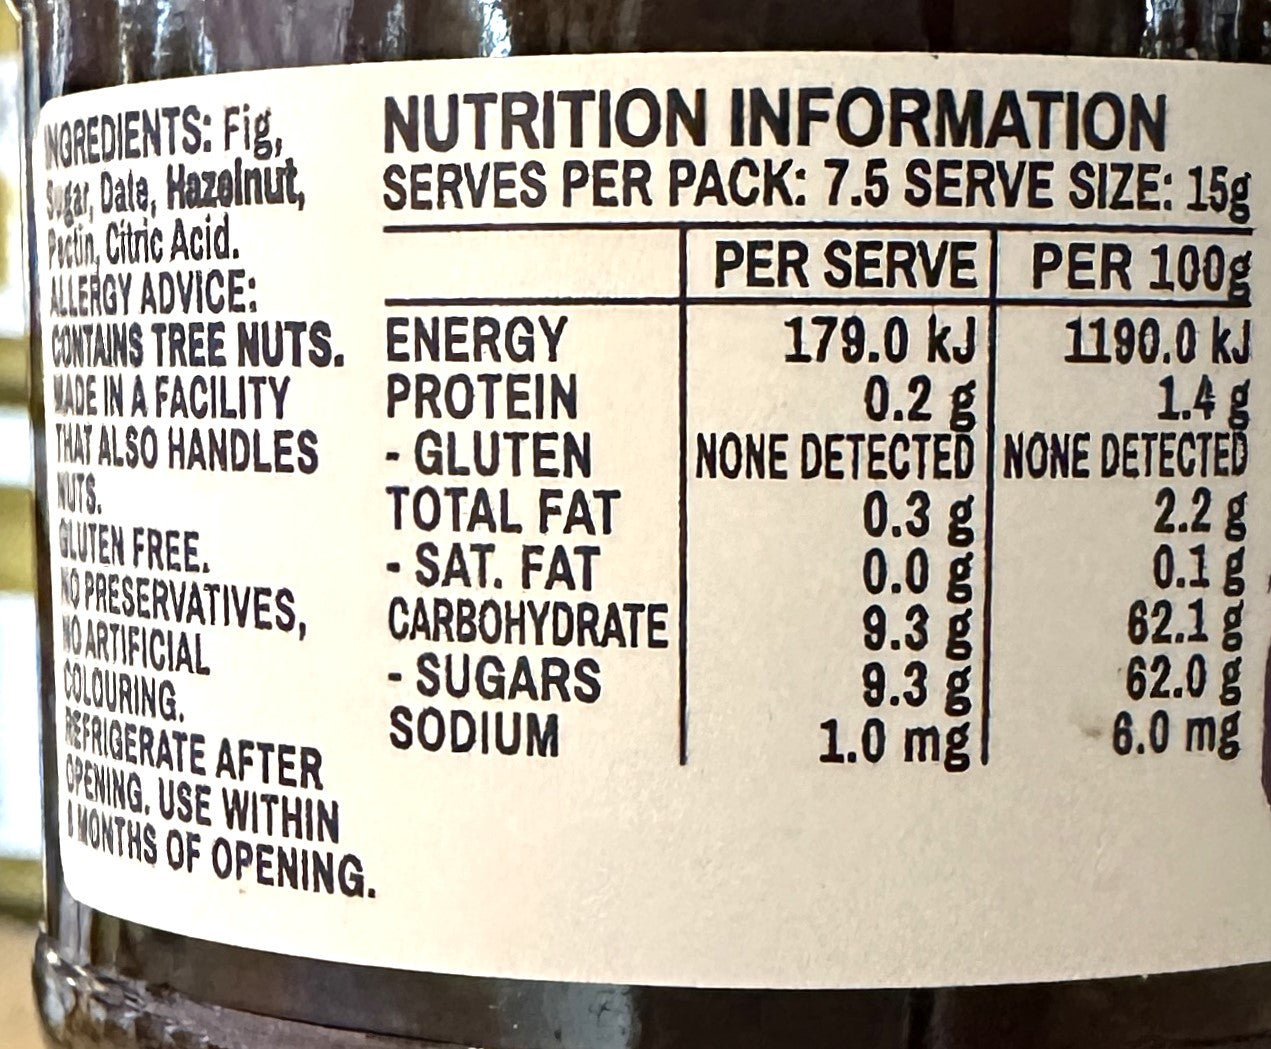 INGREDIENTS: Fig,
Sugar, Date, Hazelnut,
Pectin, Citric Acid.
ALLERGY ADVICE:
CONTAINS TREE NUTS.
MADE IN A FACILITY
THAT ALSO HANDLES
NUTS.
GLUTEN FREE.
NO PRESERVATIVES,
NO ARTIFICIAL
COLOURING.
REFRIGERATE AFTER
OPENING. USE WITHIN
MONTHS OF OPENING.
NUTRITION INFORMATION
SERVES PER PACK: 7.5 SERVE SIZE: 15g
PER SERVE PER 100g
ENERGY 179.0 kJ 1190.0 kJ
PROTEIN 0.2 g 1.4 g
- GLUTEN NONE DETECTED NONE DETECTED
TOTAL FAT 0.3 g 2.2 g
- SAT. FAT 0.0 g 0.1 g
CARBOHYDRATE 9.3 g 62.1 g
- SUGARS 9.3 g 62.0 g
SODIUM 1.0 mg 6.0 mg